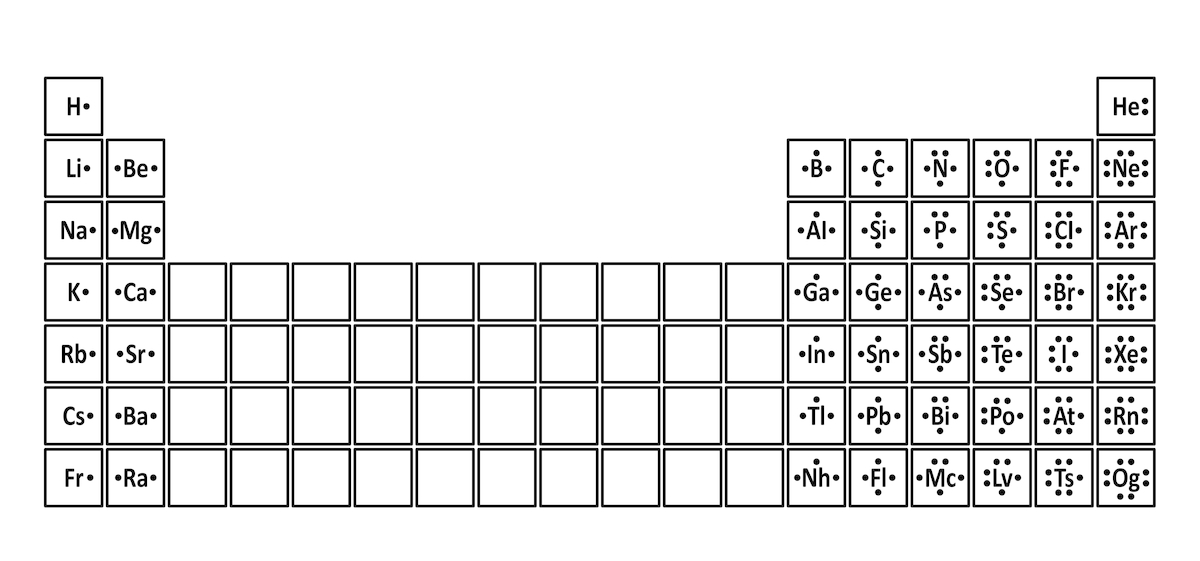 H He
Li Be B C N O F Ne
Na Mg Al Si P S Cl Ar
K Ca Ga Ge As Se Br Kr
Rb Sr In Sn Sb Te I Xe
Cs Ba Tl Pb Bi Po At Rn
Fr Ra Nh Fl Mc Lv Ts Og